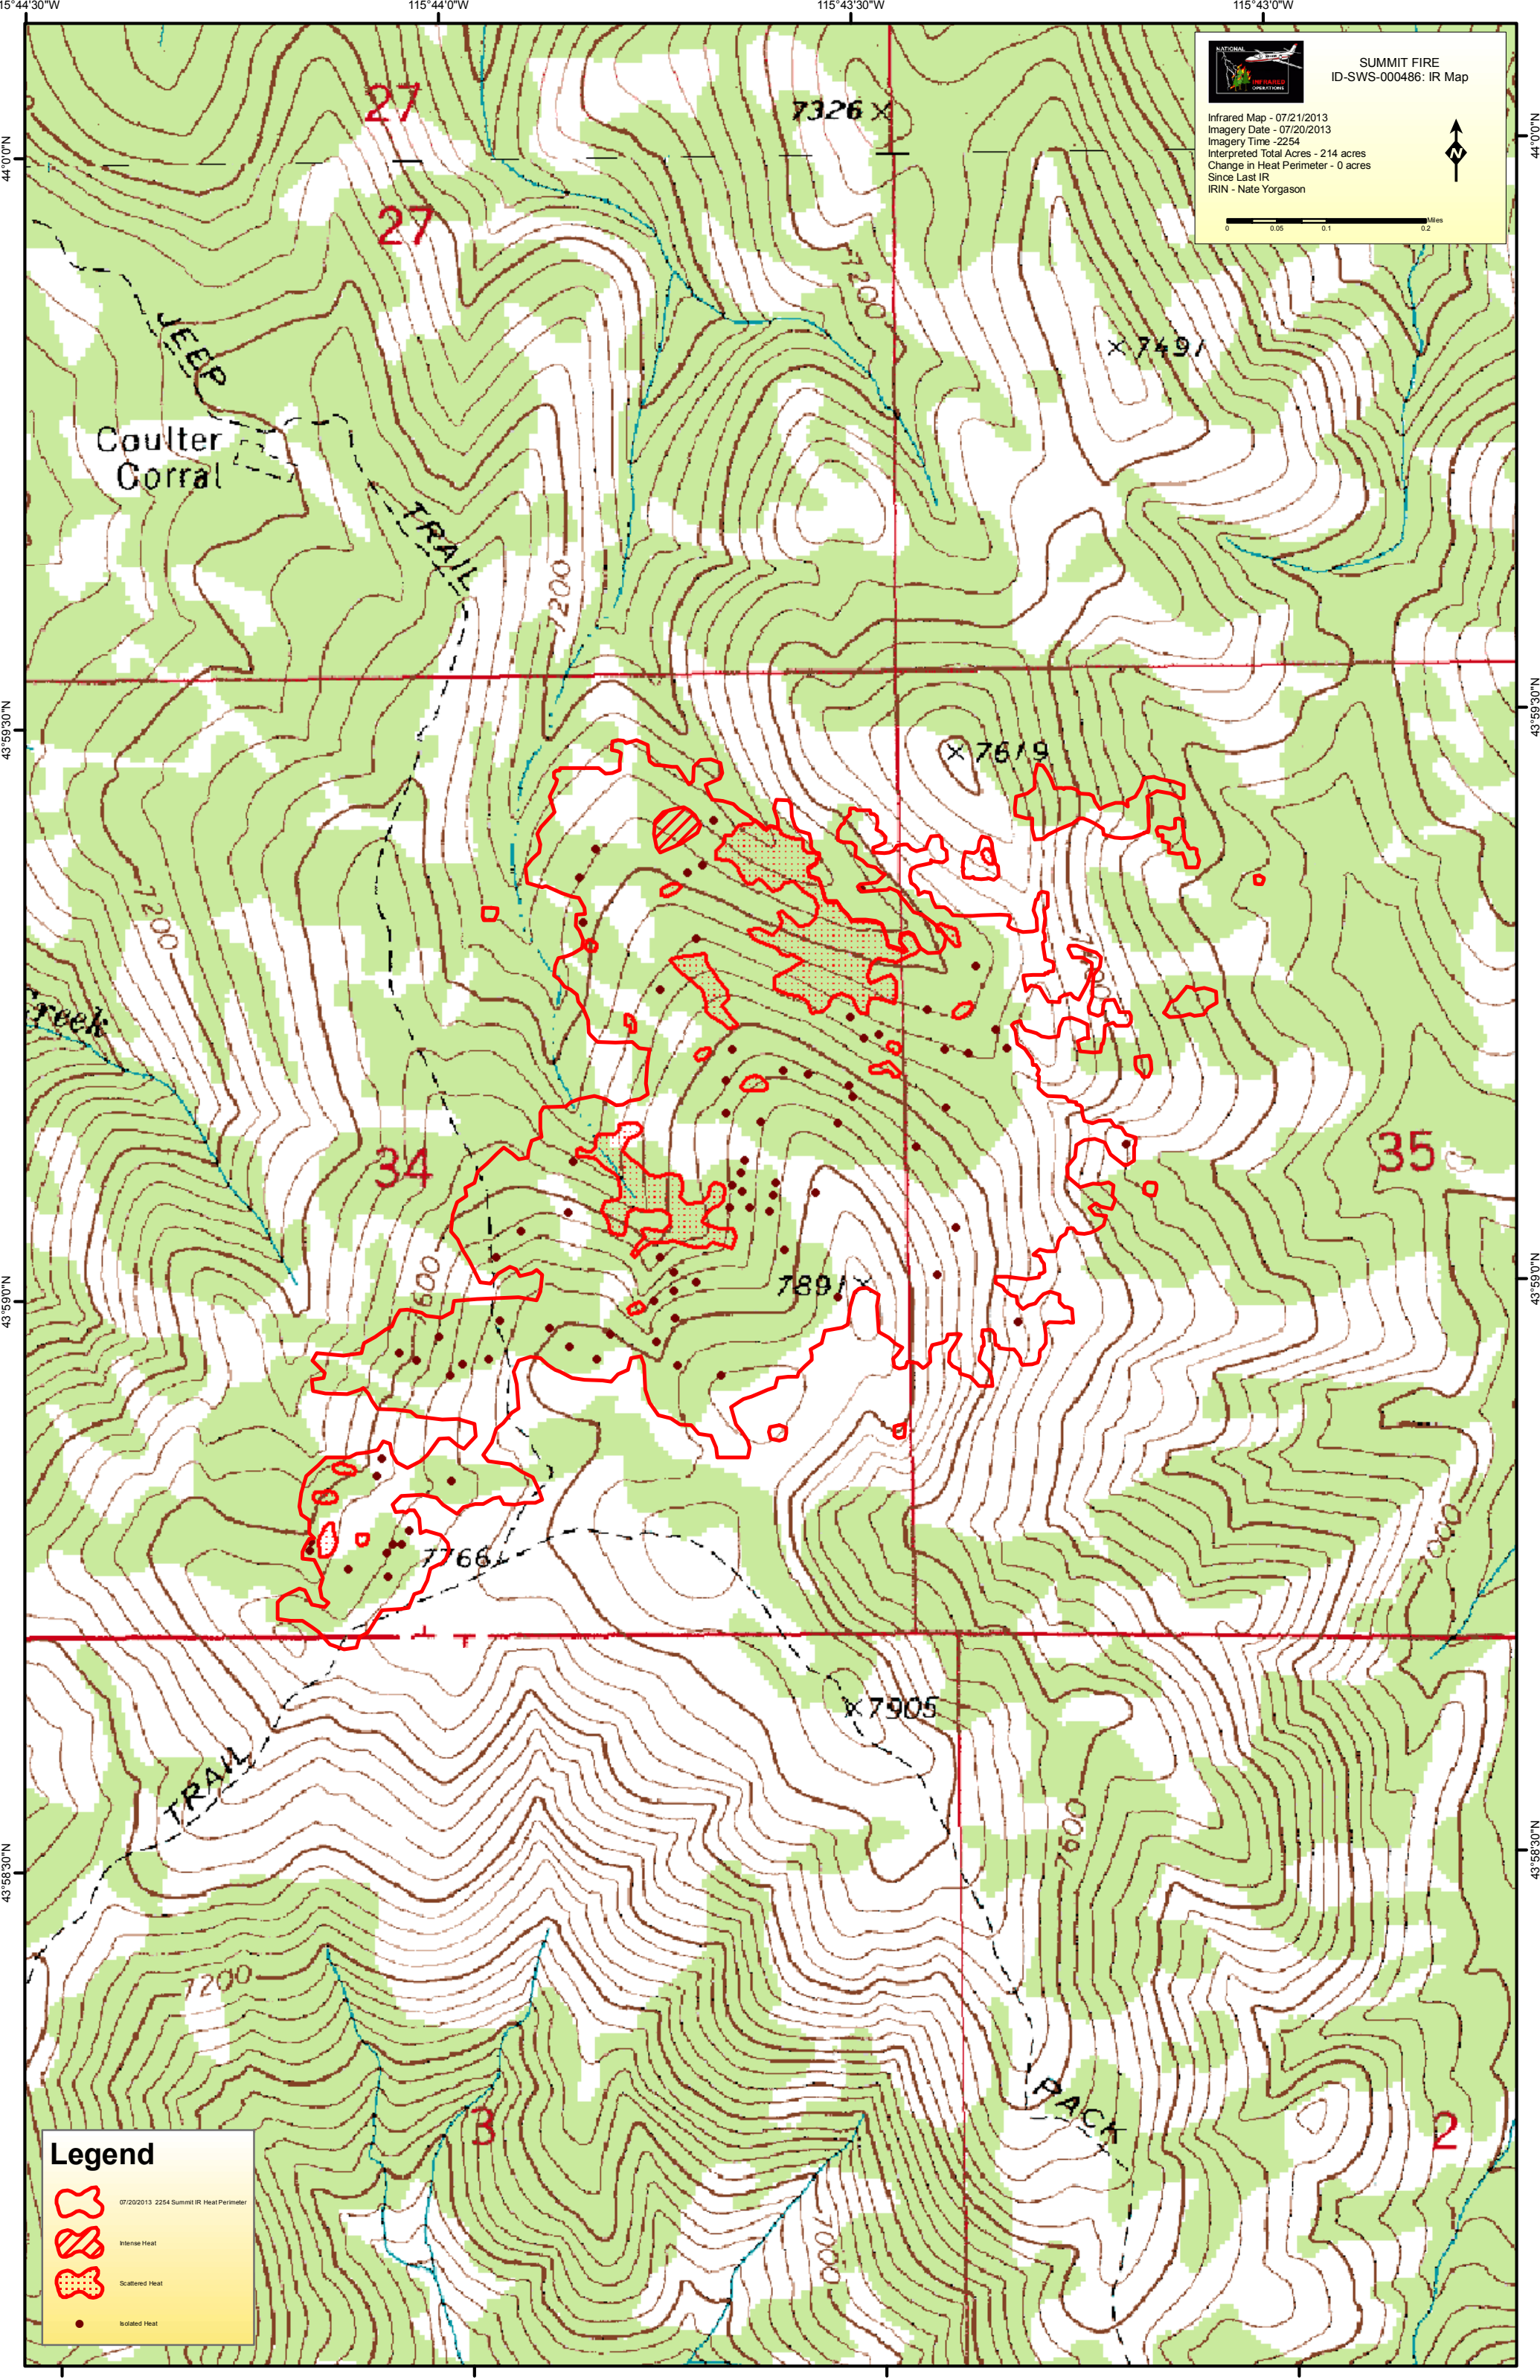 15°44'30"W
115°44'0"W
115°43'30"W
115°43'0"W
NATIONAL
INFRARED
OPERATIONS
SUMMIT FIRE
ID-SWS-000486: IR Map
Infrared Map - 07/21/2013
Imagery Date - 07/20/2013
Imagery Time -2254
Interpreted Total Acres - 214 acres
Change in Heat Perimeter - 0 acres
Since Last IR
IRIN - Nate Yorgason
N
0 0.05 0.1 0.2 Miles
27
7326
44°0'0"N
44°0'0"N
27
7200
JEEP
7491
Coulter
Corral
TRAIL
7200
43°59'30"N
43°59'30"N
7619
7200
Creek
34
35
7600
7891
43°59'0"N
43°59'0"N
7766
7000
7905
TRAIL
7600
43°58'30"N
43°58'30"N
7200
PACK
3
2
7000
Legend
07/20/2013 2254 Summit IR Heat Perimeter
Intense Heat
Scattered Heat
Isolated Heat